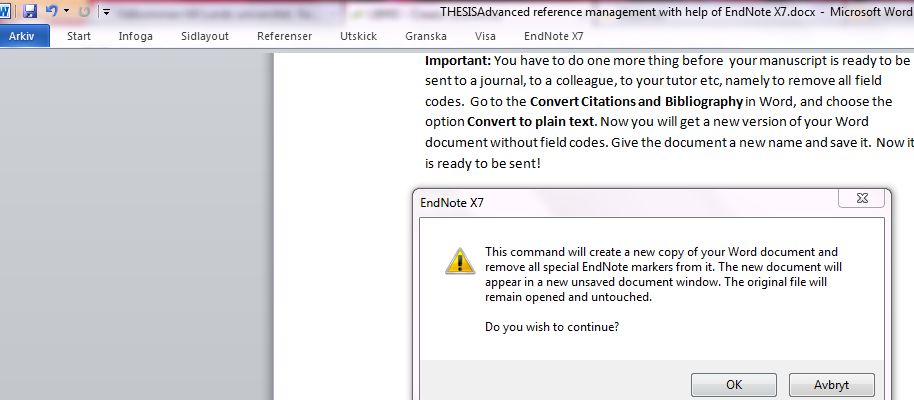 THESISAdvanced reference management with help of EndNote X7.docx - Microsoft Word
Arkiv Start Infoga Sidlayout Referenser Utskick Granska Visa EndNote X7
Important: You have to do one more thing before your manuscript is ready to be
sent to a journal, to a colleague, to your tutor etc, namely to remove all field
codes. Go to the Convert Citations and Bibliography in Word, and choose the
option Convert to plain text. Now you will get a new version of your Word
document without field codes. Give the document a new name and save it. Now it
is ready to be sent!
EndNote X7
This command will create a new copy of your Word document and
remove all special EndNote markers from it. The new document will
appear in a new unsaved document window. The original file will
remain opened and untouched.
Do you wish to continue?
OK Avbryt